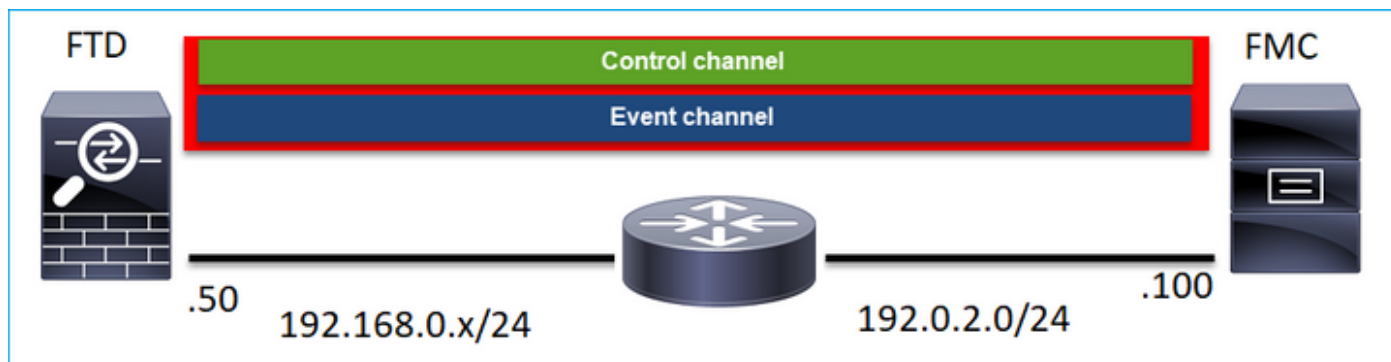 FTD
Control channel
FMC
Event channel
.50
.100
192.168.0.x/24
192.0.2.0/24